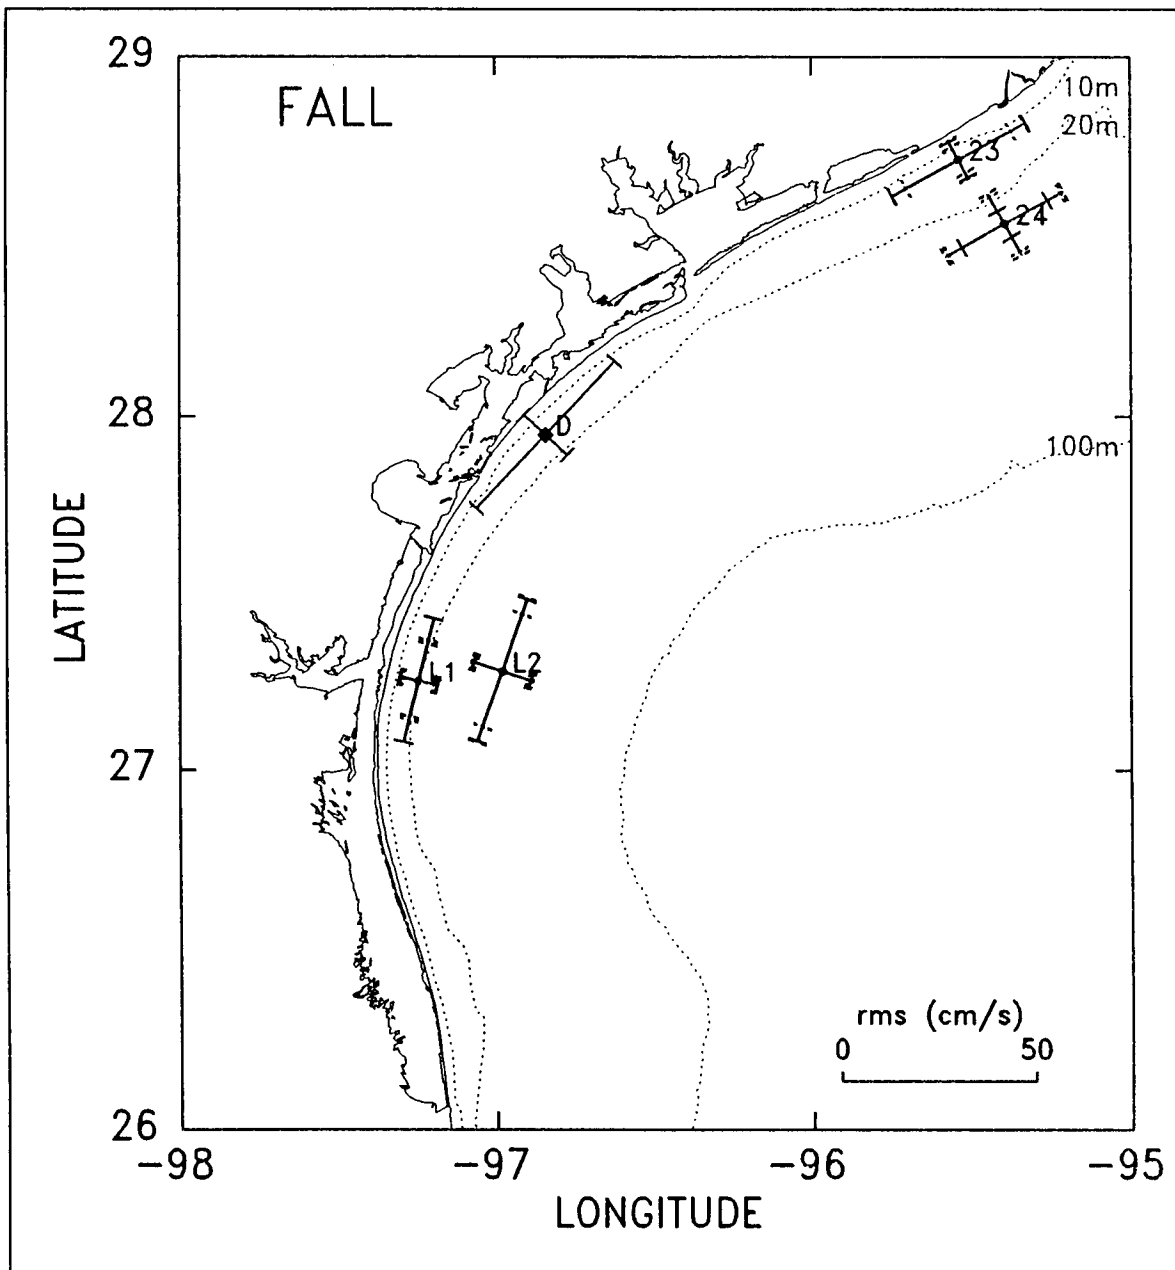 29
FALL
10m
20m
23
24
28
D
100m
LATITUDE
L1
L2
27
rms (cm/s)
0 50
26
-98 -97 -96 -95
LONGITUDE